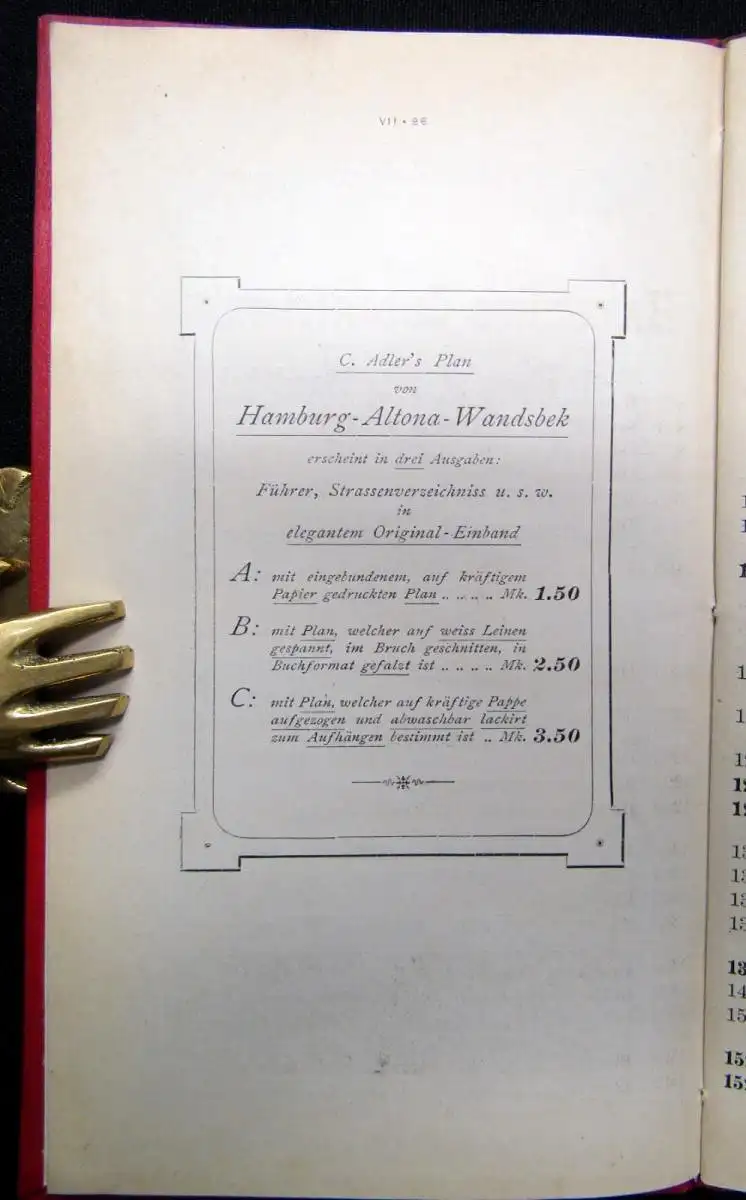 VII • 26
C. Adler's Plan
von
Hamburg-Altona-Wandsbek
erscheint in drei Ausgaben:
Führer, Strassenverzeichniss u. s. w.
in
elegantem Original-Einband
A: mit eingebundenem, auf kräftigem
Papier gedruckten Plan .. .. .. .. Mk. 1.50
B: mit Plan, welcher auf weiss Leinen
gespannt, im Bruch geschnitten, in
Buchformat gefalzt ist .. .. .. .. Mk. 2.50
C: mit Plan, welcher auf kräftige Pappe
aufgezogen und abwaschbar lackirt
zum Aufhängen bestimmt ist .. Mk. 3.50